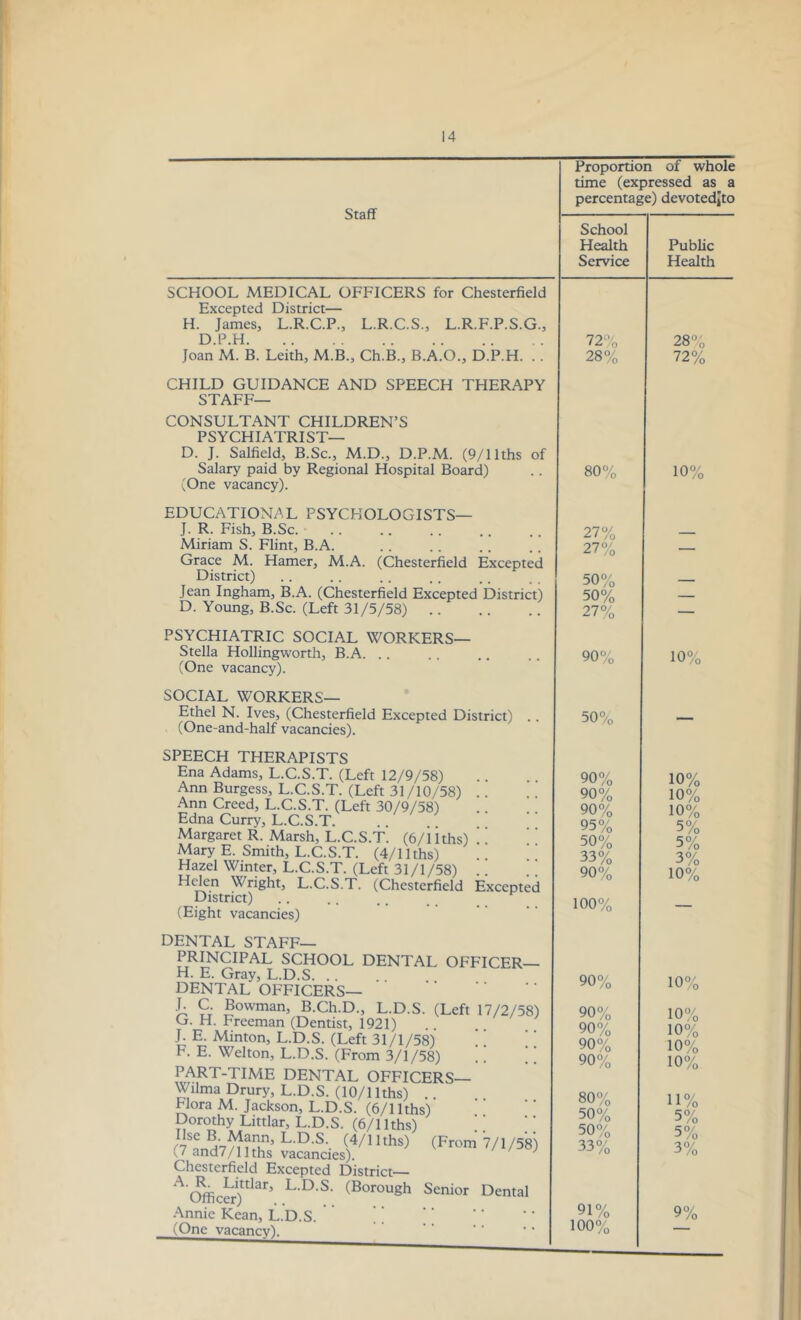 14
Staff
Proportion of whole
time (expressed as a
percentage) devoted to
School
Health
Service
Public
Health
SCHOOL MEDICAL OFFICERS for Chesterfield
Excepted District—
H. James, L.R.C.P., L.R.C.S., L.R.F.P.S.G.,
D.P.H. .. .. .. .. .. .. 72% 28%
Joan M. B. Leith, M.B., Ch.B., B.A.O., D.P.H. .. 28% 72%
CHILD GUIDANCE AND SPEECH THERAPY
STAFF—
CONSULTANT CHILDREN'S
PSYCHIATRIST—
D. J. Salfield, B.Sc., M.D., D.P.M. (9/11ths of
Salary paid by Regional Hospital Board) .. 80% 10%
(One vacancy).
EDUCATIONAL PSYCHOLOGISTS—
J. R. Fish, B.Sc. .. .. .. .. .. 27% —
Miriam S. Flint, B.A. .. .. .. .. 27% —
Grace M. Hamer, M.A. (Chesterfield Excepted
District) .. .. .. .. .. .. 50% —
Jean Ingham, B.A. (Chesterfield Excepted District) 50% —
D. Young, B.Sc. (Left 31/5/58) .. .. .. 27% —
PSYCHIATRIC SOCIAL WORKERS—
Stella Hollingworth, B.A. .. .. .. .. 90% 10%
(One vacancy).
SOCIAL WORKERS—
Ethel N. Ives, (Chesterfield Excepted District) .. 50% —
(One-and-half vacancies).
SPEECH THERAPISTS
Ena Adams, L.C.S.T. (Left 12/9/58) .. .. 90% 10%
Ann Burgess, L.C.S.T. (Left 31/10/58) .. .. 90% 10%
Ann Creed, L.C.S.T. (Left 30/9/58) .. .. 90% 10%
Edna Curry, L.C.S.T. .. .. .. .. 95% 5%
Margaret R. Marsh, L.C.S.T. (6/11ths) .. .. 50% 5%
Mary E. Smith, L.C.S.T. (4/11ths) .. .. 33% 3%
Hazel Winter, L.C.S.T. (Left 31/1/58) .. .. 90% 10%
Helen Wright, L.C.S.T. (Chesterfield Excepted
District) .. .. .. .. .. .. 100% —
(Eight vacancies)
DENTAL STAFF—
PRINCIPAL SCHOOL DENTAL OFFICER—
H. E. Gray, L.D.S. .. .. .. .. .. 90% 10%
DENTAL OFFICERS—
J. C. Bowman, B.Ch.D., L.D.S. (Left 17/2/58) 90% 10%
G. H. Freeman (Dentist, 1921) .. .. .. 90% 10%
J. E. Minton, L.D.S. (Left 31/1/58) .. .. 90% 10%
F. E. Welton, L.D.S. (From 3/1/58) .. .. 90% 10%
PART-TIME DENTAL OFFICERS—
Wilma Drury, L.D.S. (10/11ths) .. .. .. 80% 11%
Flora M. Jackson, L.D.S. (6/11ths) .. .. 50% 5%
Dorothy Littlar, L.D.S. (6/11ths) .. .. 50% 5%
Ilse B. Mann, L.D.S. (4/11ths) (From 7/1/58) 33% 3%
(7 and7/11ths vacancies).
Chesterfield Excepted District—
A. R. Littlar, L.D.S. (Borough Senior Dental
Officer) .. .. .. .. .. .. 91% 9%
Annie Kean, L.D.S. .. .. .. .. .. 100% —
(One vacancy).